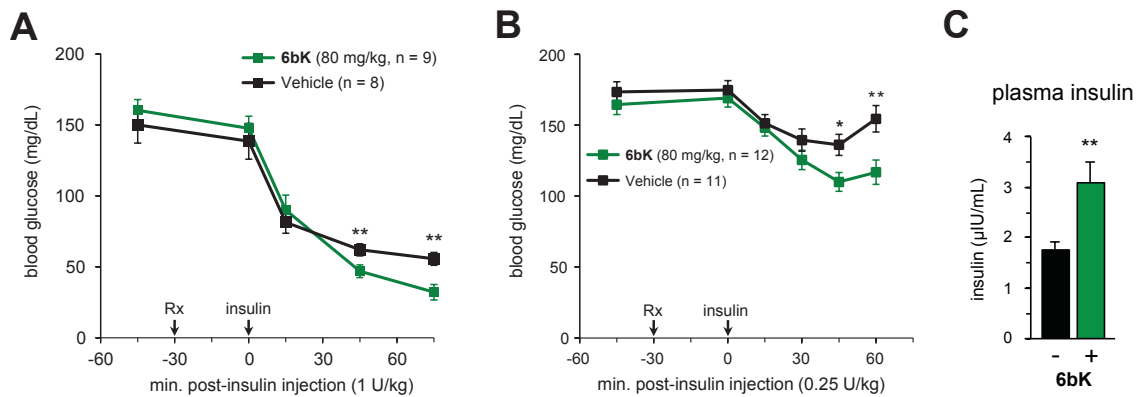 A
200
150
100
50
0
blood glucose (mg/dL)
6bK (80 mg/kg, n = 9)
Vehicle (n = 8)
**
**
Rx
insulin
-60
-30
0
30
60
min. post-insulin injection (1 U/kg)
B
200
150
100
50
0
blood glucose (mg/dL)
*
**
6bK (80 mg/kg, n = 12)
Vehicle (n = 11)
Rx
insulin
-60
-30
0
30
60
min. post-insulin injection (0.25 U/kg)
C
plasma insulin
4
3
2
1
0
insulin (µIU/mL)
**
- +
6bK